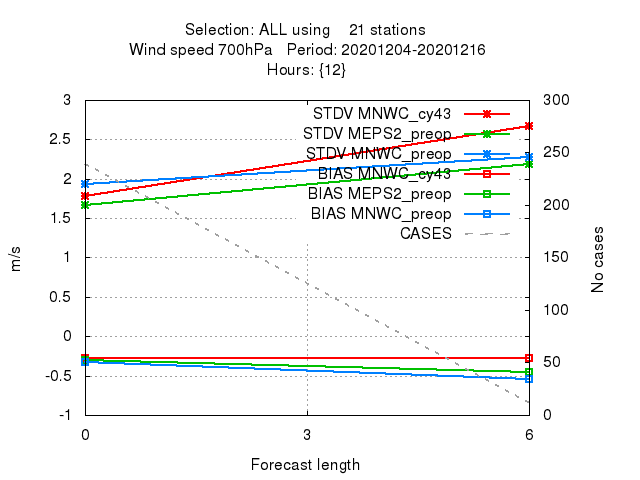 Selection: ALL using    21 stations
Wind speed 700hPa   Period: 20201204-20201216
Hours: {12}
3
2.5
2
1.5
1
0.5
0
-0.5
-1
m/s
STDV MNWC_cy43
STDV MEPS2_preop
STDV MNWC_preop
BIAS MNWC_cy43
BIAS MEPS2_preop
BIAS MNWC_preop
CASES
300
250
200
150
100
50
0
No cases
0 3 6
Forecast length